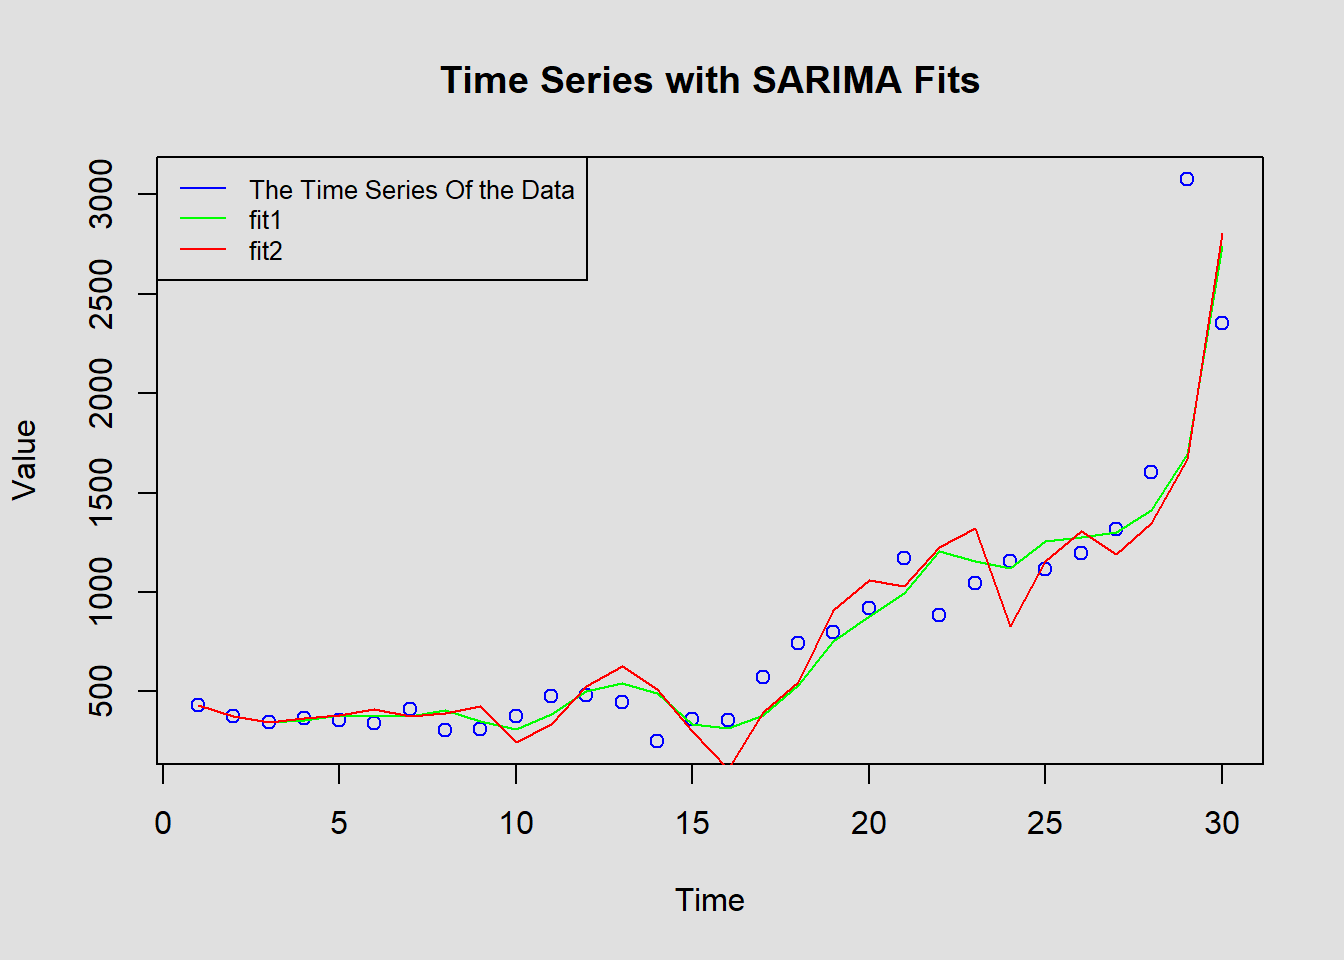 Time Series with SARIMA Fits
The Time Series Of the Data
fit1
fit2
3000
2500
2000
1500
1000
500
Value
0 5 10 15 20 25 30
Time